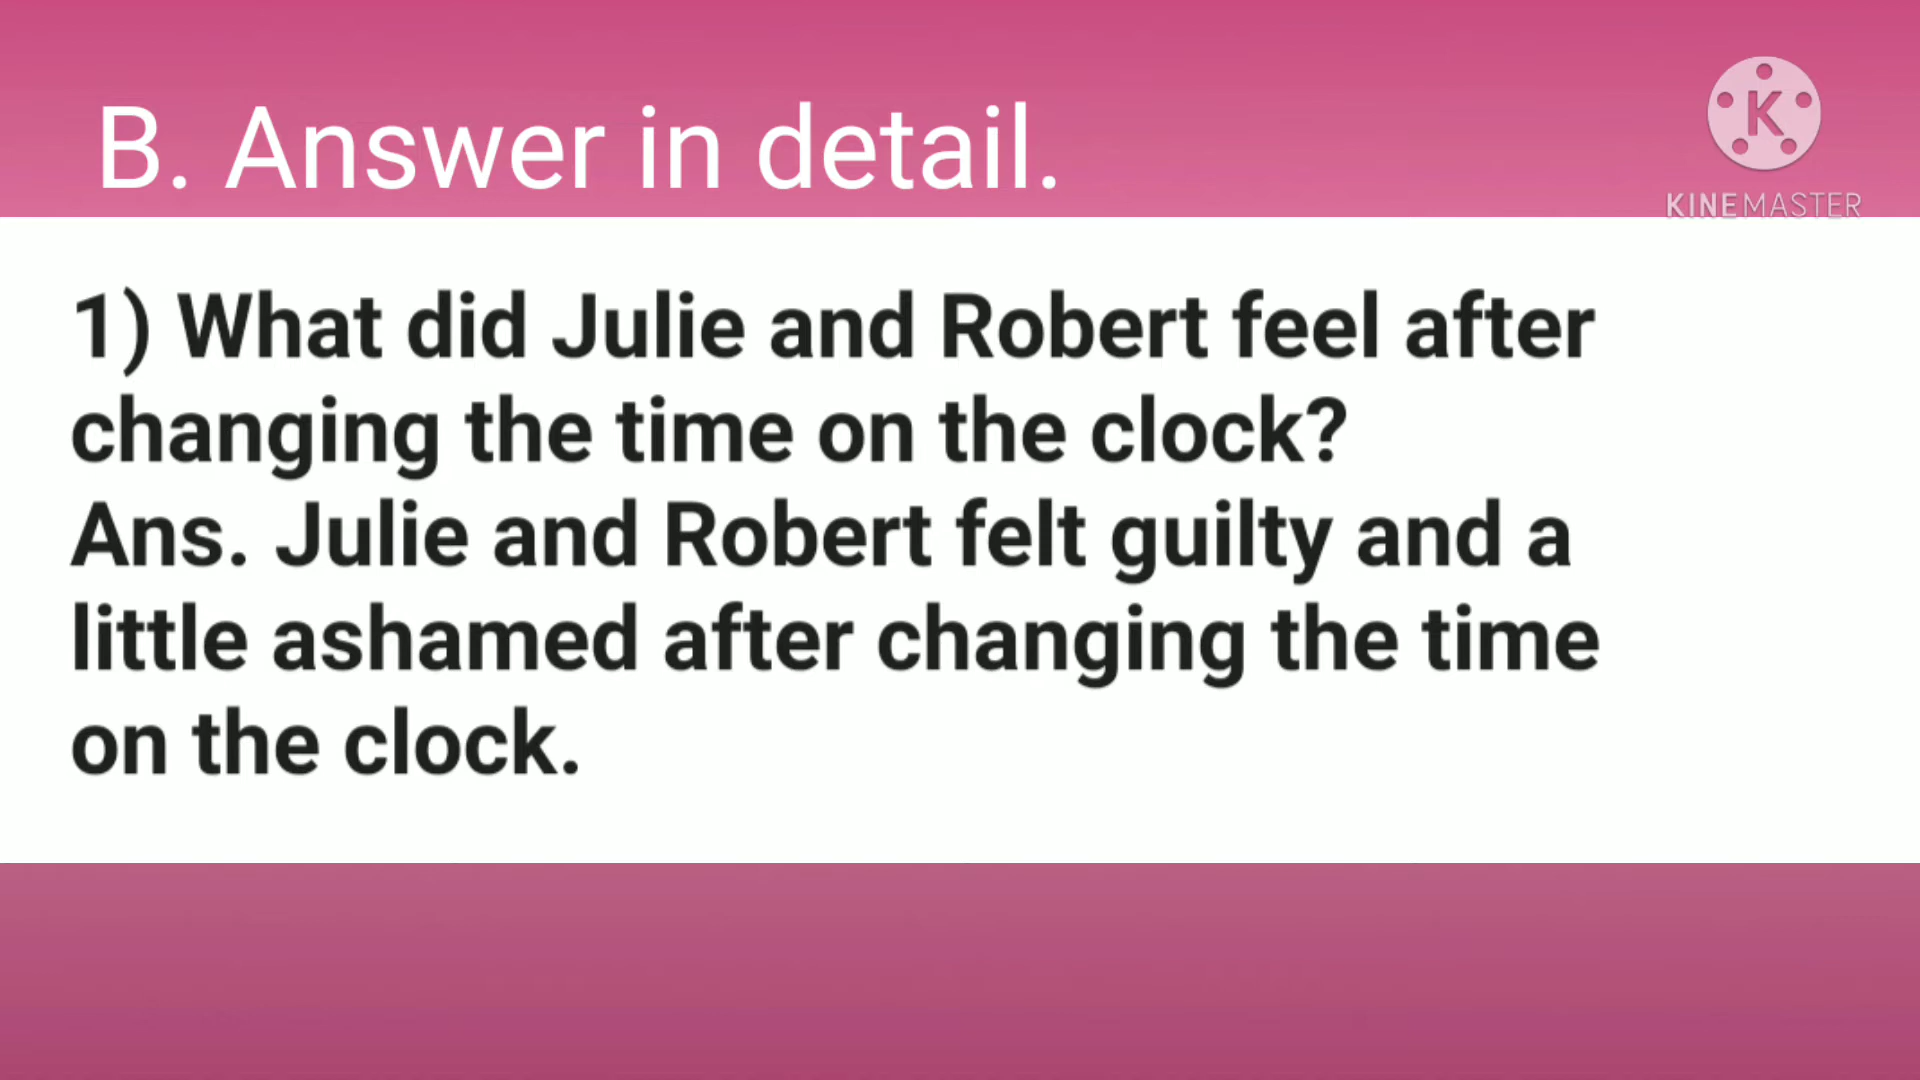 B. Answer in detail.
K
KINEMASTER
1) What did Julie and Robert feel after
changing the time on the clock?
Ans. Julie and Robert felt guilty and a
little ashamed after changing the time
on the clock.